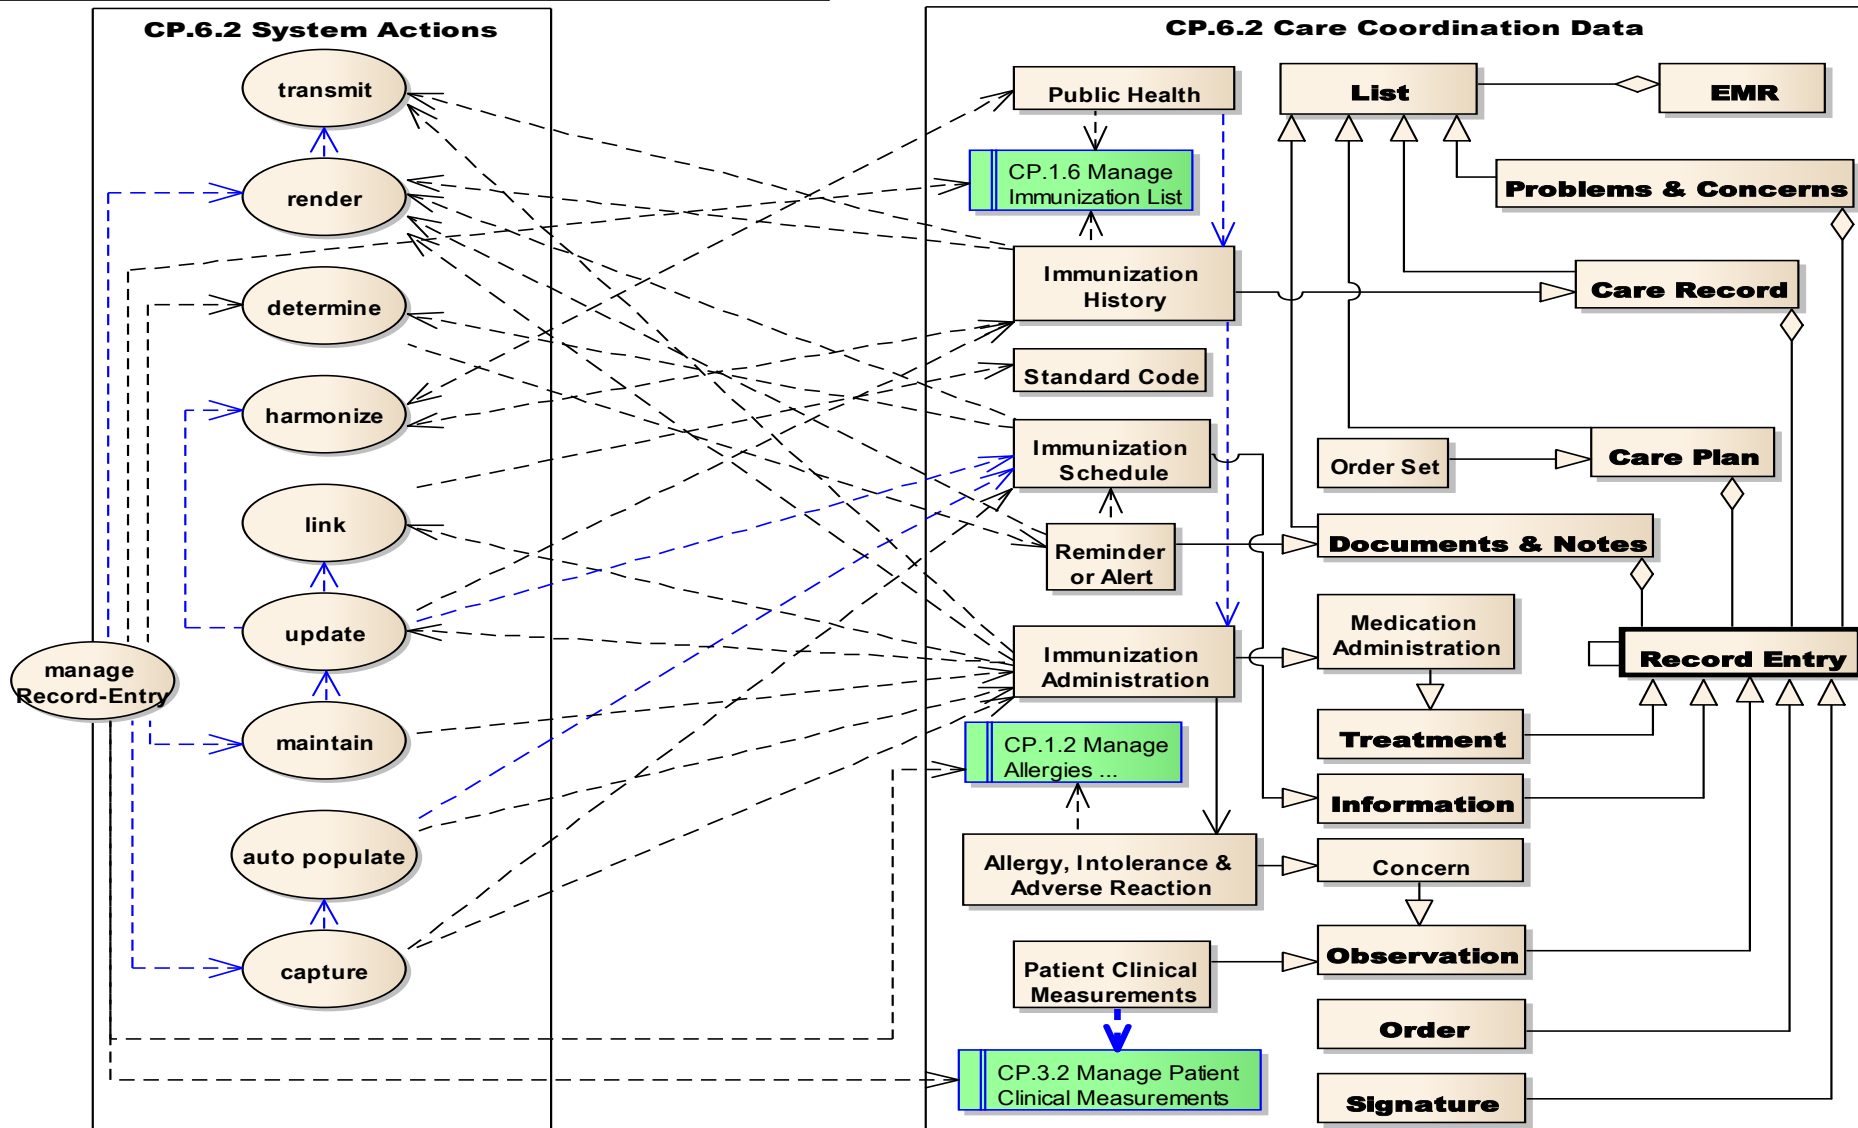 CP.6.2 System Actions
transmit
render
determine
harmonize
link
update
manage
Record-Entry
maintain
auto populate
capture
CP.6.2 Care Coordination Data
Public Health
CP.1.6 Manage
Immunization List
Immunization
History
Standard Code
Immunization
Schedule
Reminder
or Alert
Immunization
Administration
CP.1.2 Manage
Allergies ...
Allergy, Intolerance &
Adverse Reaction
Patient Clinical
Measurements
CP.3.2 Manage Patient
Clinical Measurements
List
EMR
Problems & Concerns
Care Record
Order Set
Care Plan
Documents & Notes
Medication
Administration
Record Entry
Treatment
Information
Concern
Observation
Order
Signature